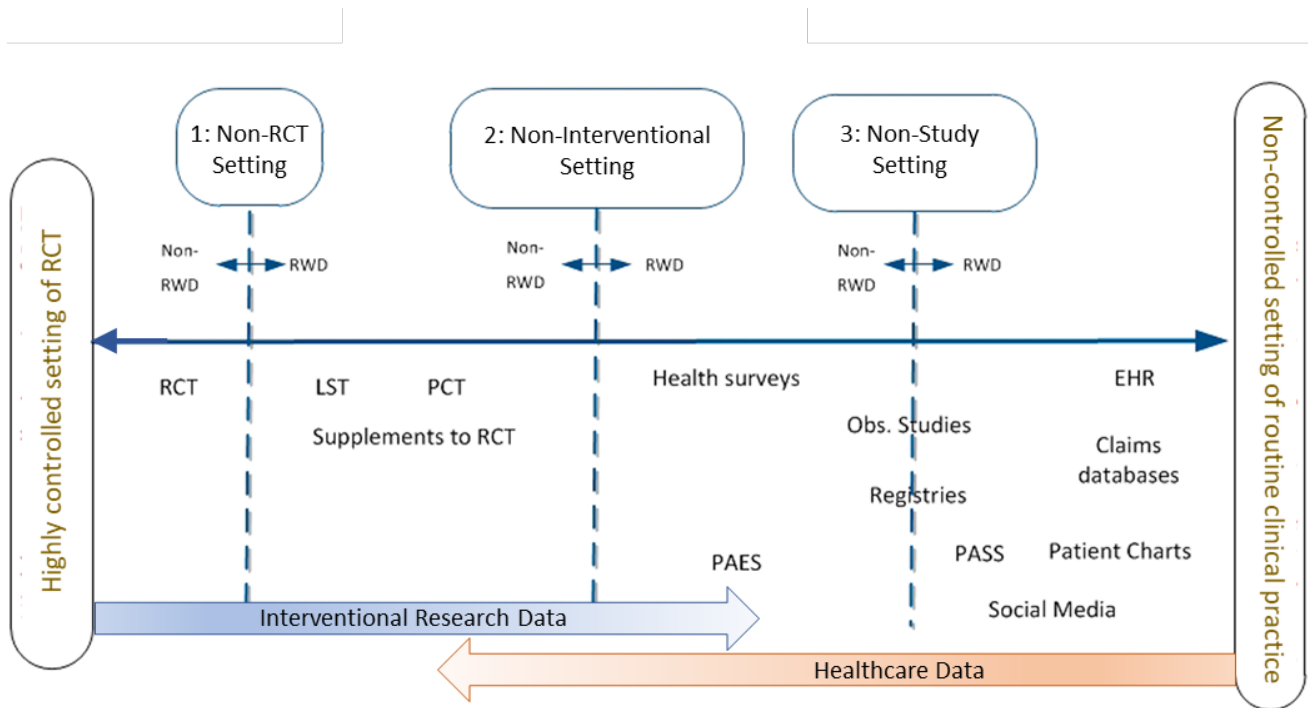 1: Non-RCT
Setting
2: Non-Interventional
Setting
3: Non-Study
Setting
Highly controlled setting of RCT
Non-controlled setting of routine clinical practice
Non-
RWD
RWD
Non-
RWD
RWD
Non-
RWD
RWD
RCT
LST
PCT
Health surveys
EHR
Supplements to RCT
Obs. Studies
Claims
databases
Registries
PAES
PASS
Patient Charts
Social Media
Interventional Research Data
Healthcare Data